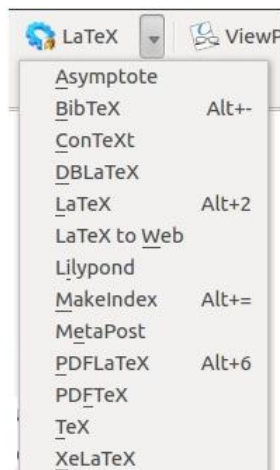 LaTeX ViewP
Asymptote
BibTeX Alt+-
ConTeXt
DBLaTeX
LaTeX Alt+2
LaTeX to Web
Lilypond
MakeIndex Alt+=
MetaPost
PDFLaTeX Alt+6
PDFTeX
TeX
XeLaTeX